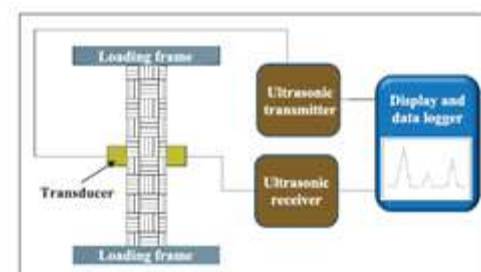 Loading frame
Ultrasonic
transmitter
Display and
data logger
Transducer
Ultrasonic
receiver
Loading frame